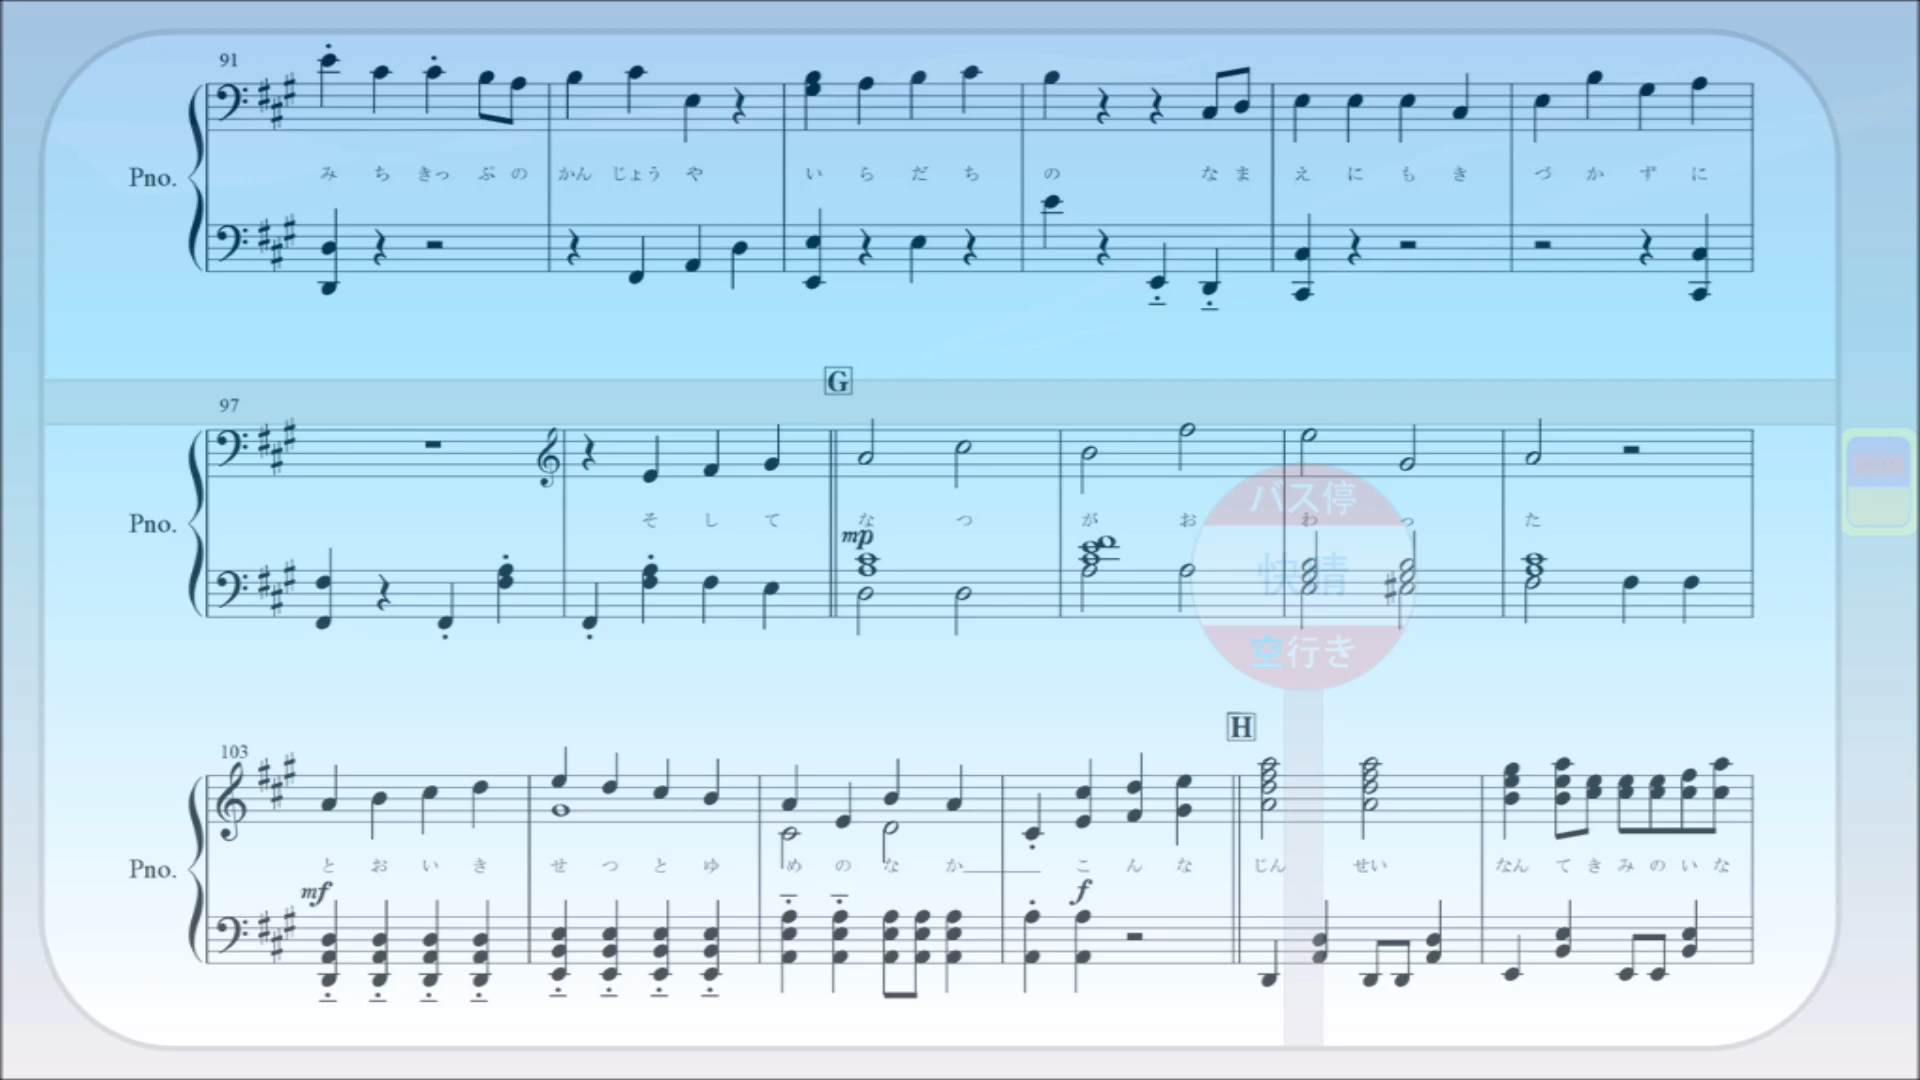 91
Pno.
み ち きっ ぷ の かん じょう や い ら だ ち の な ま え に も き づ か ず に
G
97
Pno.
そ し て な つ が お わ っ た
mp
バス停
快晴
空行き
H
103
Pno.
と お い き せ つ と ゆ め の な か こ ん な じん せい なん て き み の い な
mf f